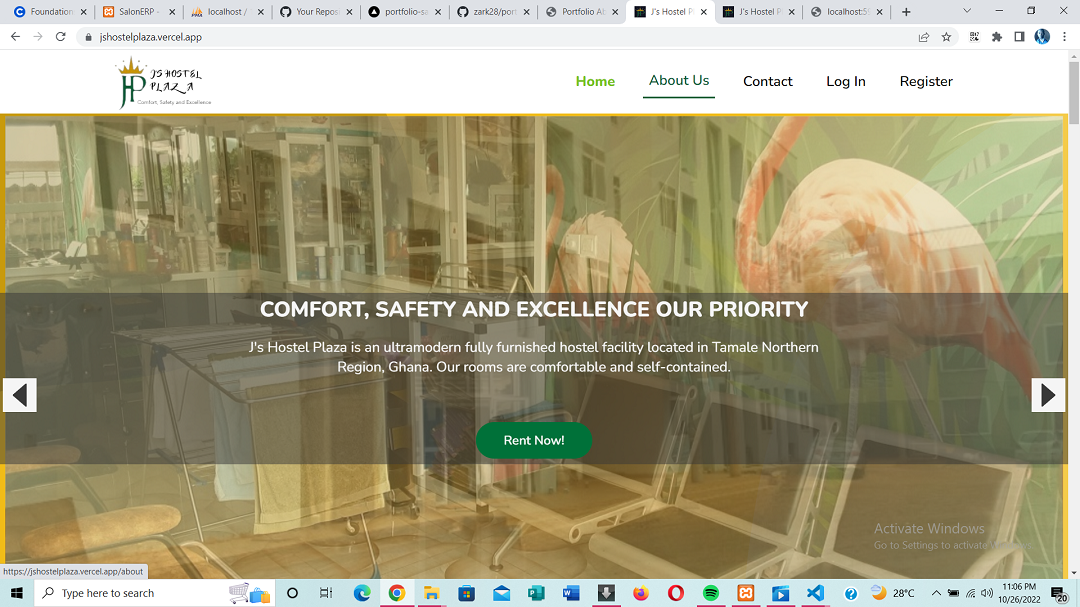 Foundation
SalonERP -
localhost /
Your Repos
portfolio-sa
zark28/port
Portfolio Ab
J's Hostel P
J's Hostel P
localhost:5
jshostelplaza.vercel.app
JS HOSTEL
PLAZA
Comfort, Safety and Excellence
Home
About Us
Contact
Log In
Register
COMFORT, SAFETY AND EXCELLENCE OUR PRIORITY
J's Hostel Plaza is an ultramodern fully furnished hostel facility located in Tamale Northern
Region, Ghana. Our rooms are comfortable and self-contained.
Rent Now!
Activate Windows
Go to Settings to activate Windows.
https://jshostelplaza.vercel.app/about
Type here to search
28°C
11:06 PM
10/26/2022
20